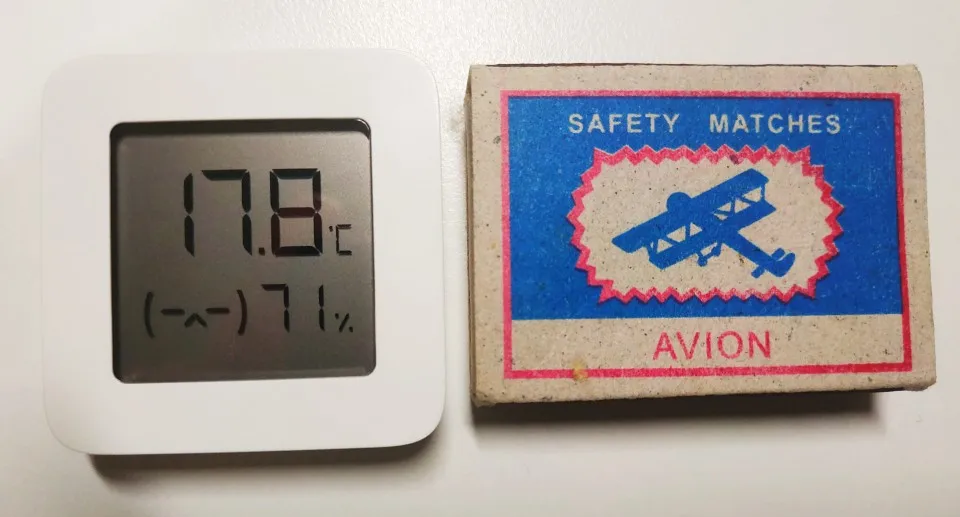 17.8°C
(-^-) 71%
SAFETY MATCHES
AVION